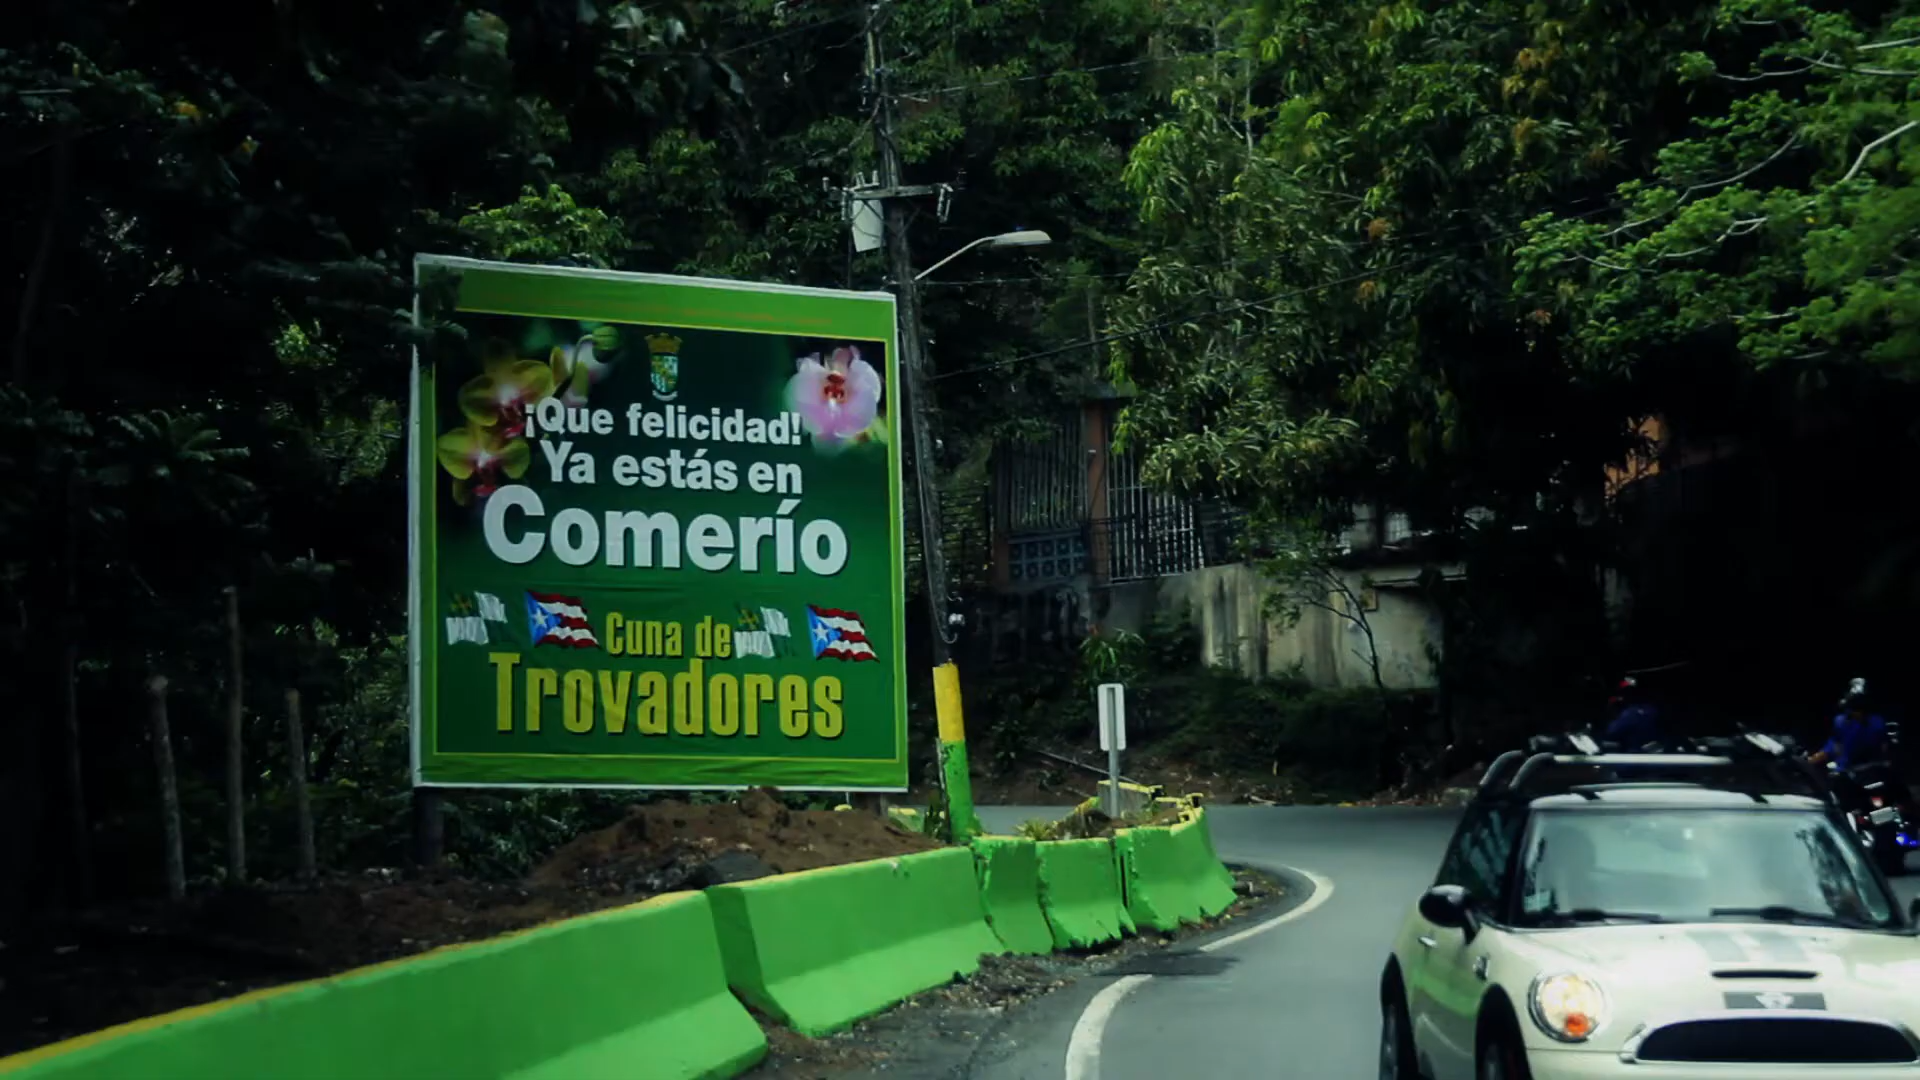 ¡Que felicidad!
Ya estás en
Comerío
Cuna de
Trovadores